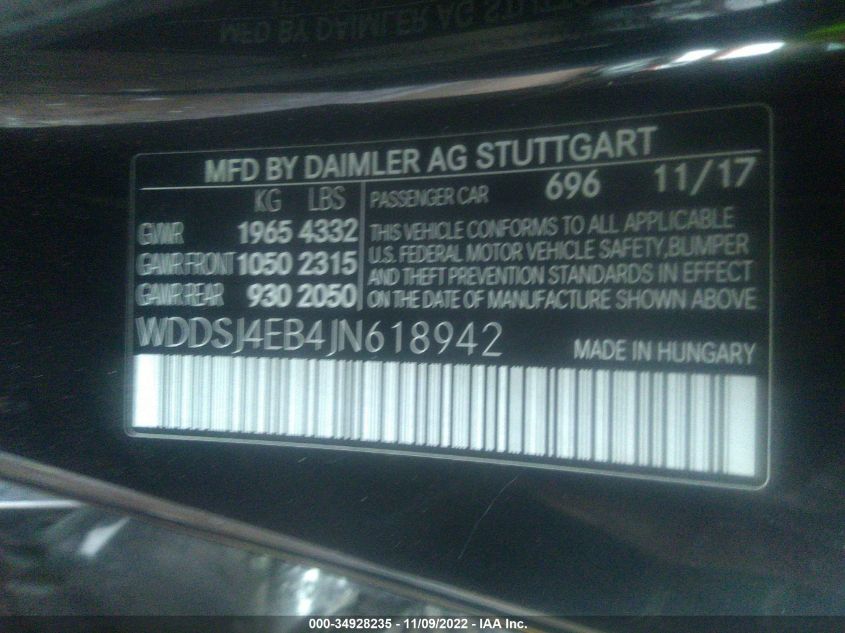 MFD BY DAIMLER AG STUTTGART
KG LBS PASSENGER CAR 696 11/17
GVWR 1965 4332 THIS VEHICLE CONFORMS TO ALL APPLICABLE
GAWR FRONT 1050 2315 U.S. FEDERAL MOTOR VEHICLE SAFETY, BUMPER
AND THEFT PREVENTION STANDARDS IN EFFECT
GAWR REAR 930 2050 ON THE DATE OF MANUFACTURE SHOWN ABOVE
WDDSJ4EB4JN618942 MADE IN HUNGARY
000-34928235 - 11/09/2022 - IAA Inc.